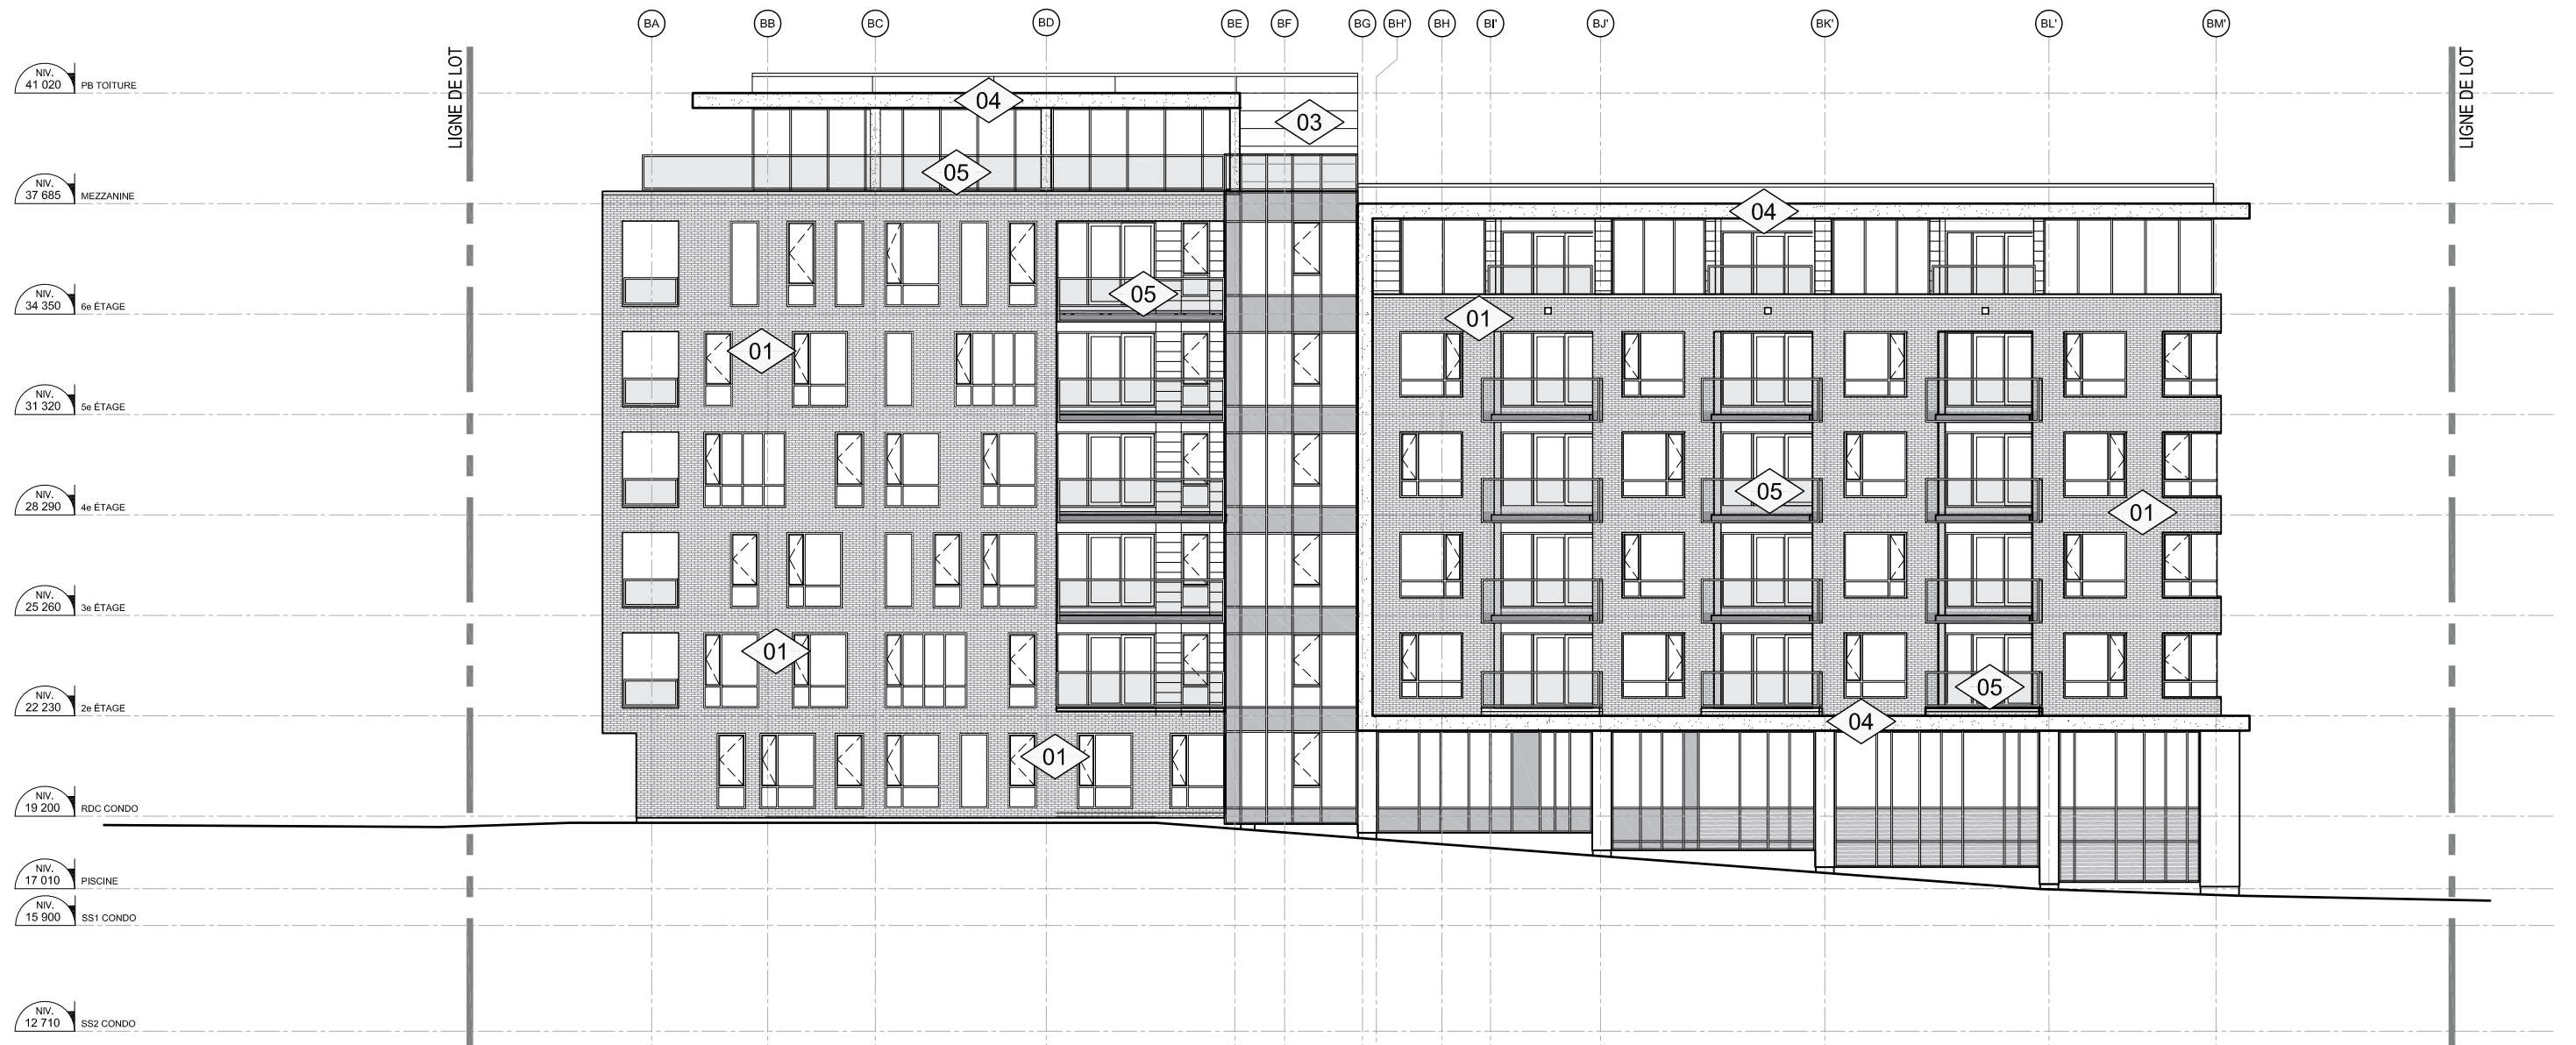 BA BB BC BD BE BF BG BH' BH BI' BJ' BK' BL' BM'
LIGNE DE LOT
LIGNE DE LOT
NIV.
41 020 PB TOITURE
04
03
05
NIV.
37 685 MEZZANINE
04
05
NIV.
34 350 6e ÉTAGE
01
01
NIV.
31 320 5e ÉTAGE
05
01
NIV.
28 290 4e ÉTAGE
NIV.
25 260 3e ÉTAGE
01
05
NIV.
22 230 2e ÉTAGE
04
01
NIV.
19 200 RDC CONDO
NIV.
17 010 PISCINE
NIV.
15 900 SS1 CONDO
NIV.
12 710 SS2 CONDO